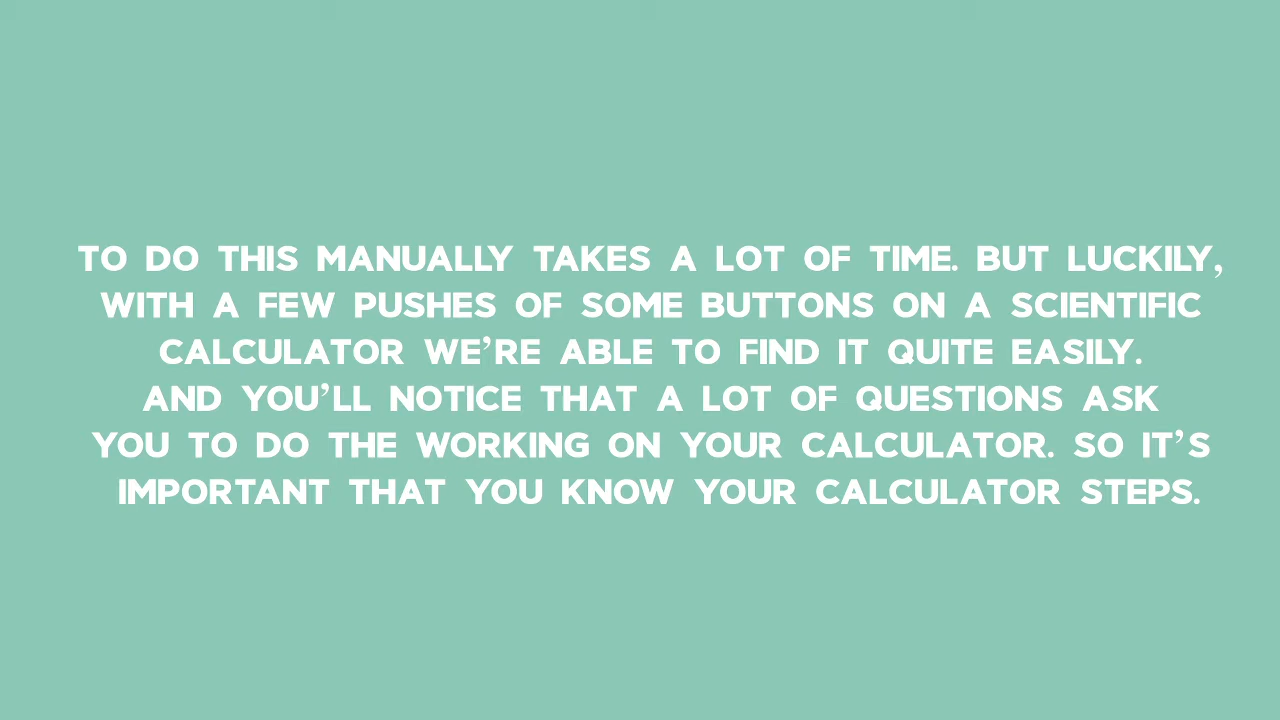 TO DO THIS MANUALLY TAKES A LOT OF TIME. BUT LUCKILY,
WITH A FEW PUSHES OF SOME BUTTONS ON A SCIENTIFIC
CALCULATOR WE’RE ABLE TO FIND IT QUITE EASILY.
AND YOU’LL NOTICE THAT A LOT OF QUESTIONS ASK
YOU TO DO THE WORKING ON YOUR CALCULATOR. SO IT’S
IMPORTANT THAT YOU KNOW YOUR CALCULATOR STEPS.